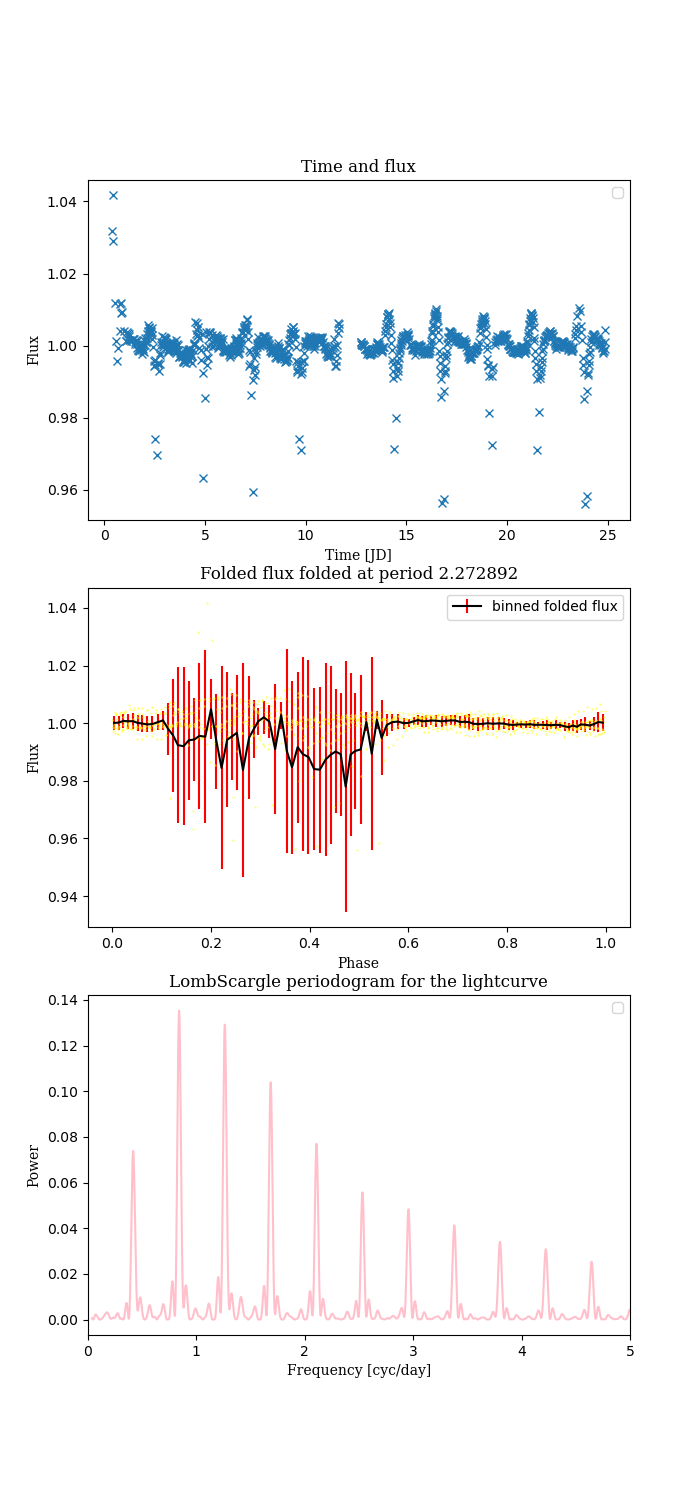 Time and flux
1.04
1.02
1.00
0.98
0.96
Flux
0 5 10 15 20 25
Time [JD]
Folded flux folded at period 2.272892
binned folded flux
1.04
1.02
1.00
0.98
0.96
0.94
Flux
0.0 0.2 0.4 0.6 0.8 1.0
Phase
LombScargle periodogram for the lightcurve
0.14
0.12
0.10
0.08
0.06
0.04
0.02
0.00
Power
0 1 2 3 4 5
Frequency [cyc/day]